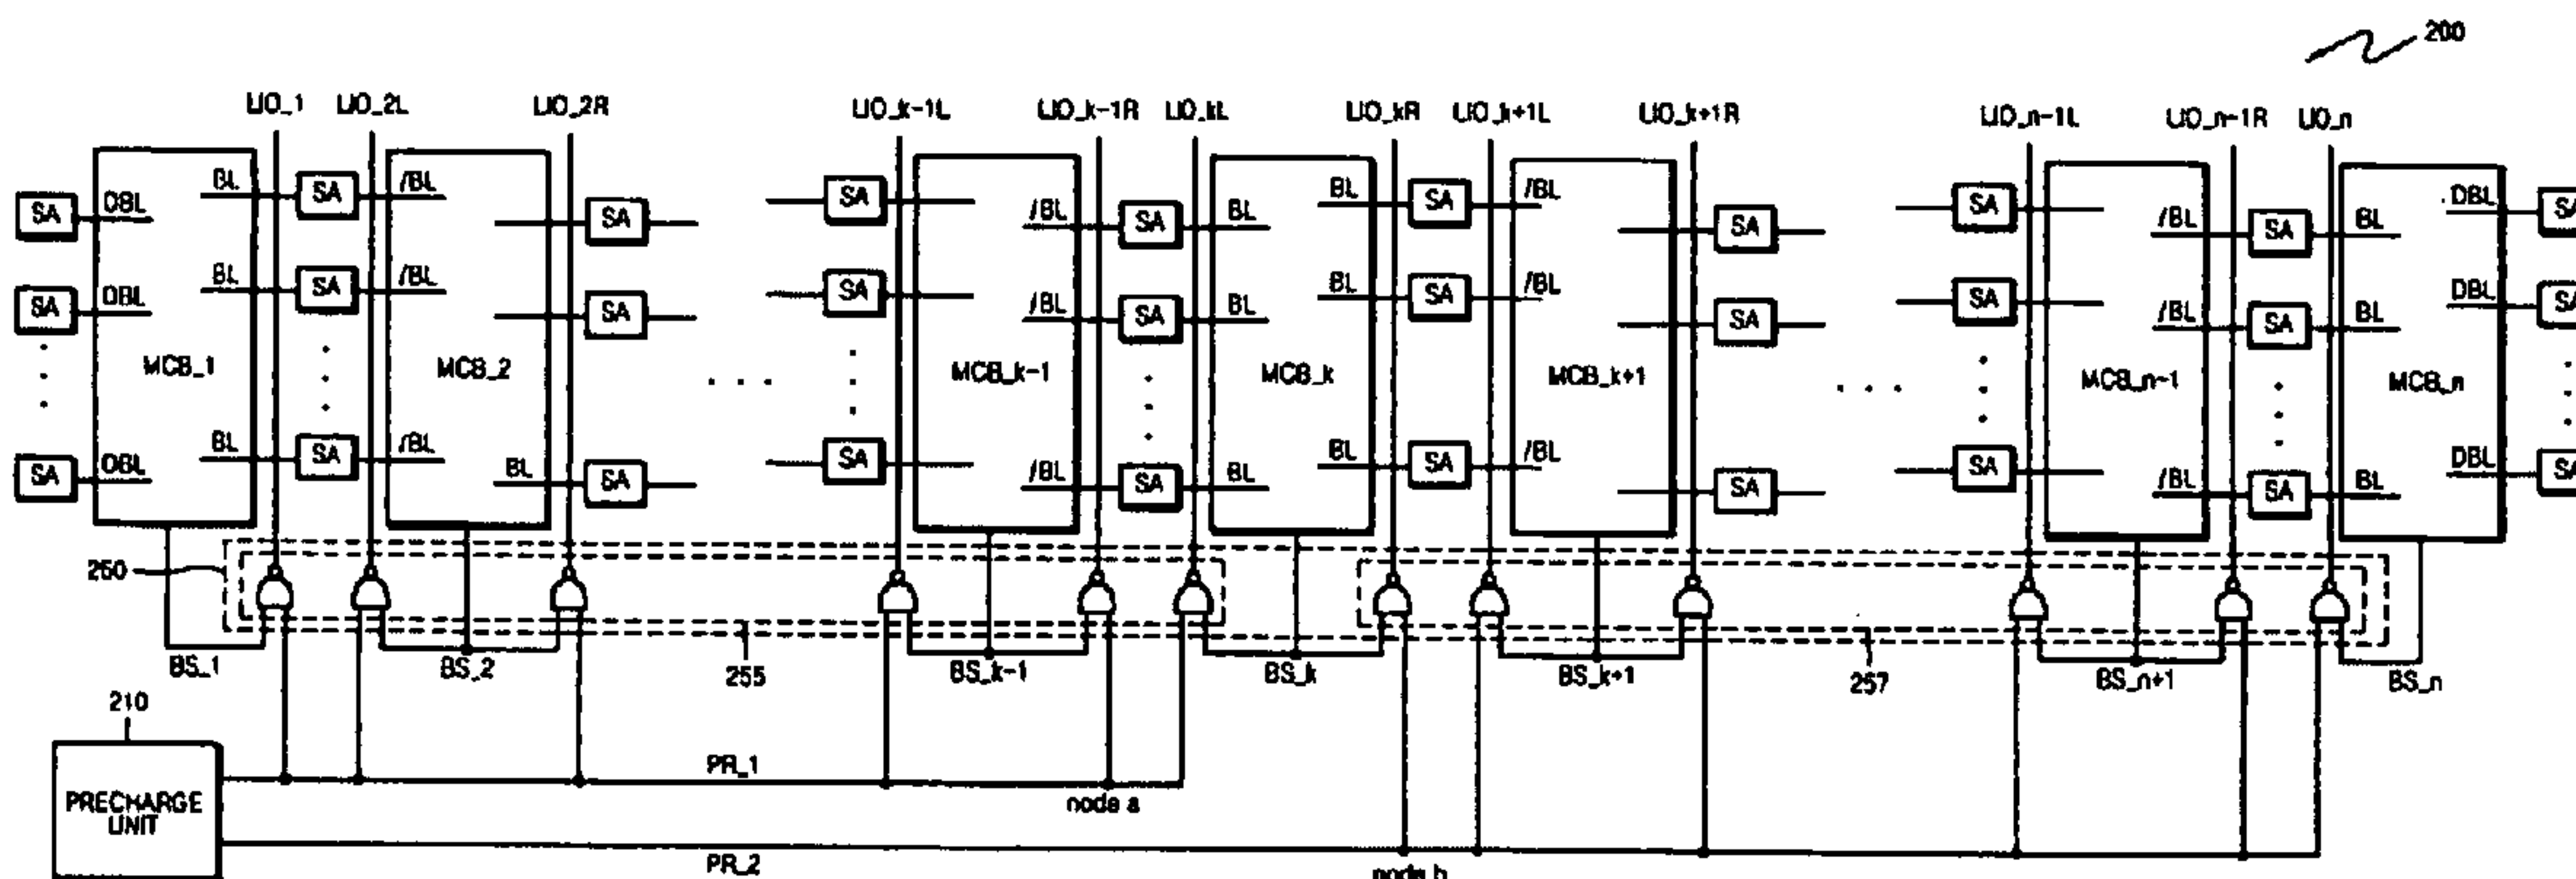 200
LIO_1 LIO_2L LIO_2R LIO_k-1L LIO_k-1R LIO_kL LIO_kR LIO_k+1L LIO_k+1R LIO_n-1L LIO_n-1R LIO_n
BL SA /BL SA BL SA /BL SA DBL
SA DBL SA /BL SA BL SA /BL SA BL SA
BL SA /BL SA BL SA /BL SA DBL
SA DBL SA /BL SA BL SA /BL SA BL SA
MCB_1 MCB_2 . . . MCB_k-1 MCB_k MCB_k+1 . . . MCB_n-1 MCB_n
BL SA /BL SA BL SA /BL SA DBL
SA DBL BL SA /BL SA BL SA /BL SA BL SA
260
BS_1 BS_2 255 BS_k-1 BS_k BS_k+1 257 BS_n+1 BS_n
210
PRECHARGE
UNIT
PR_1
node a
PR_2
node b